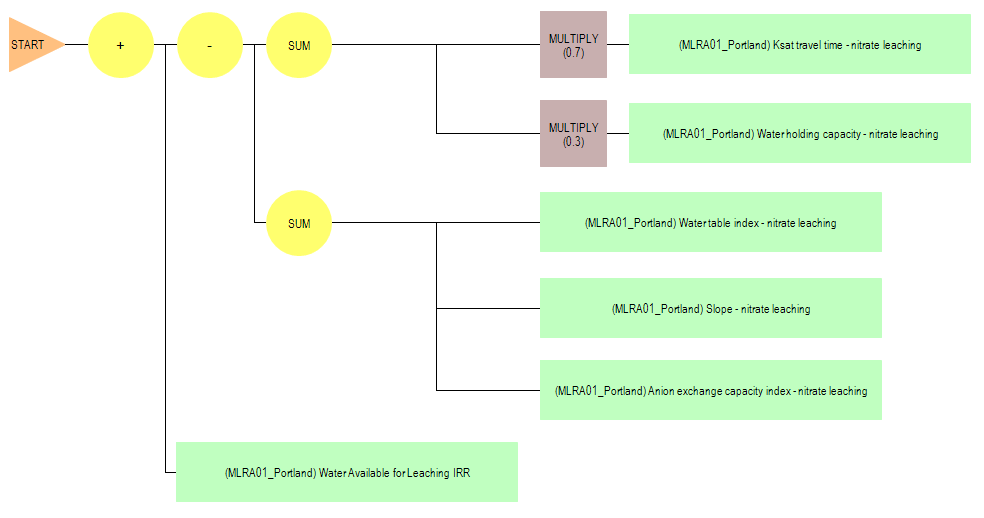 START
+
-
SUM
MULTIPLY
(0.7)
(MLRA01_Portland) Ksat travel time - nitrate leaching
MULTIPLY
(0.3)
(MLRA01_Portland) Water holding capacity - nitrate leaching
SUM
(MLRA01_Portland) Water table index - nitrate leaching
(MLRA01_Portland) Slope - nitrate leaching
(MLRA01_Portland) Anion exchange capacity index - nitrate leaching
(MLRA01_Portland) Water Available for Leaching IRR